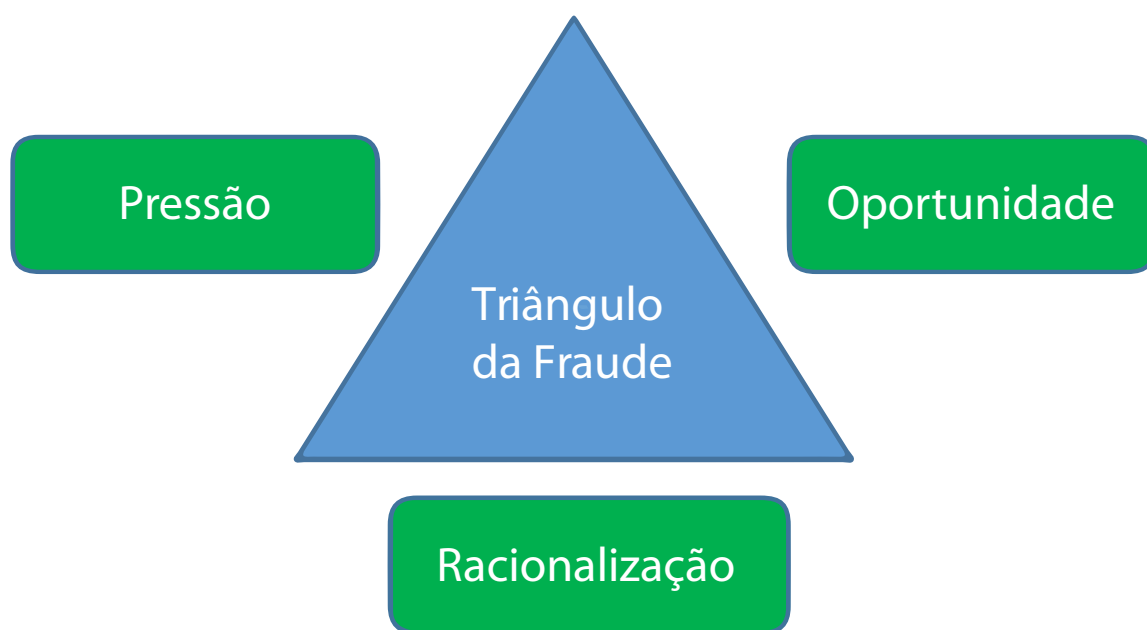 Pressão
Oportunidade
Triângulo
da Fraude
Racionalização